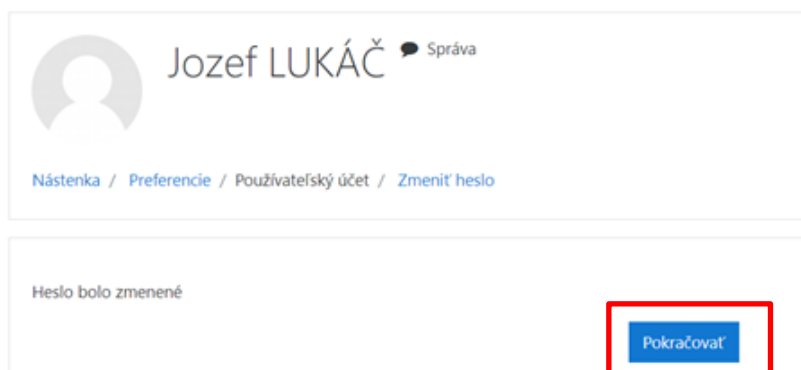 Jozef LUKÁČ Správa
Nástenka / Preferencie / Používateľský účet / Zmeniť heslo
Heslo bolo zmenené
Pokračovať